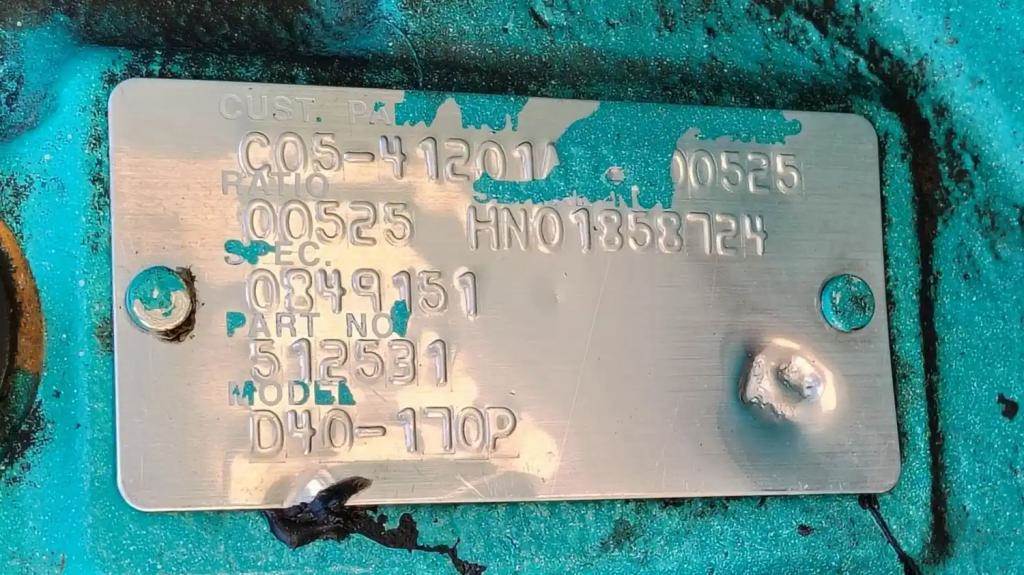 CUST. PA
C05-41201 00525
RATIO
00525 HN01858724
SPEC.
0849151
PART NO.
512531
MODEL
D40-170P